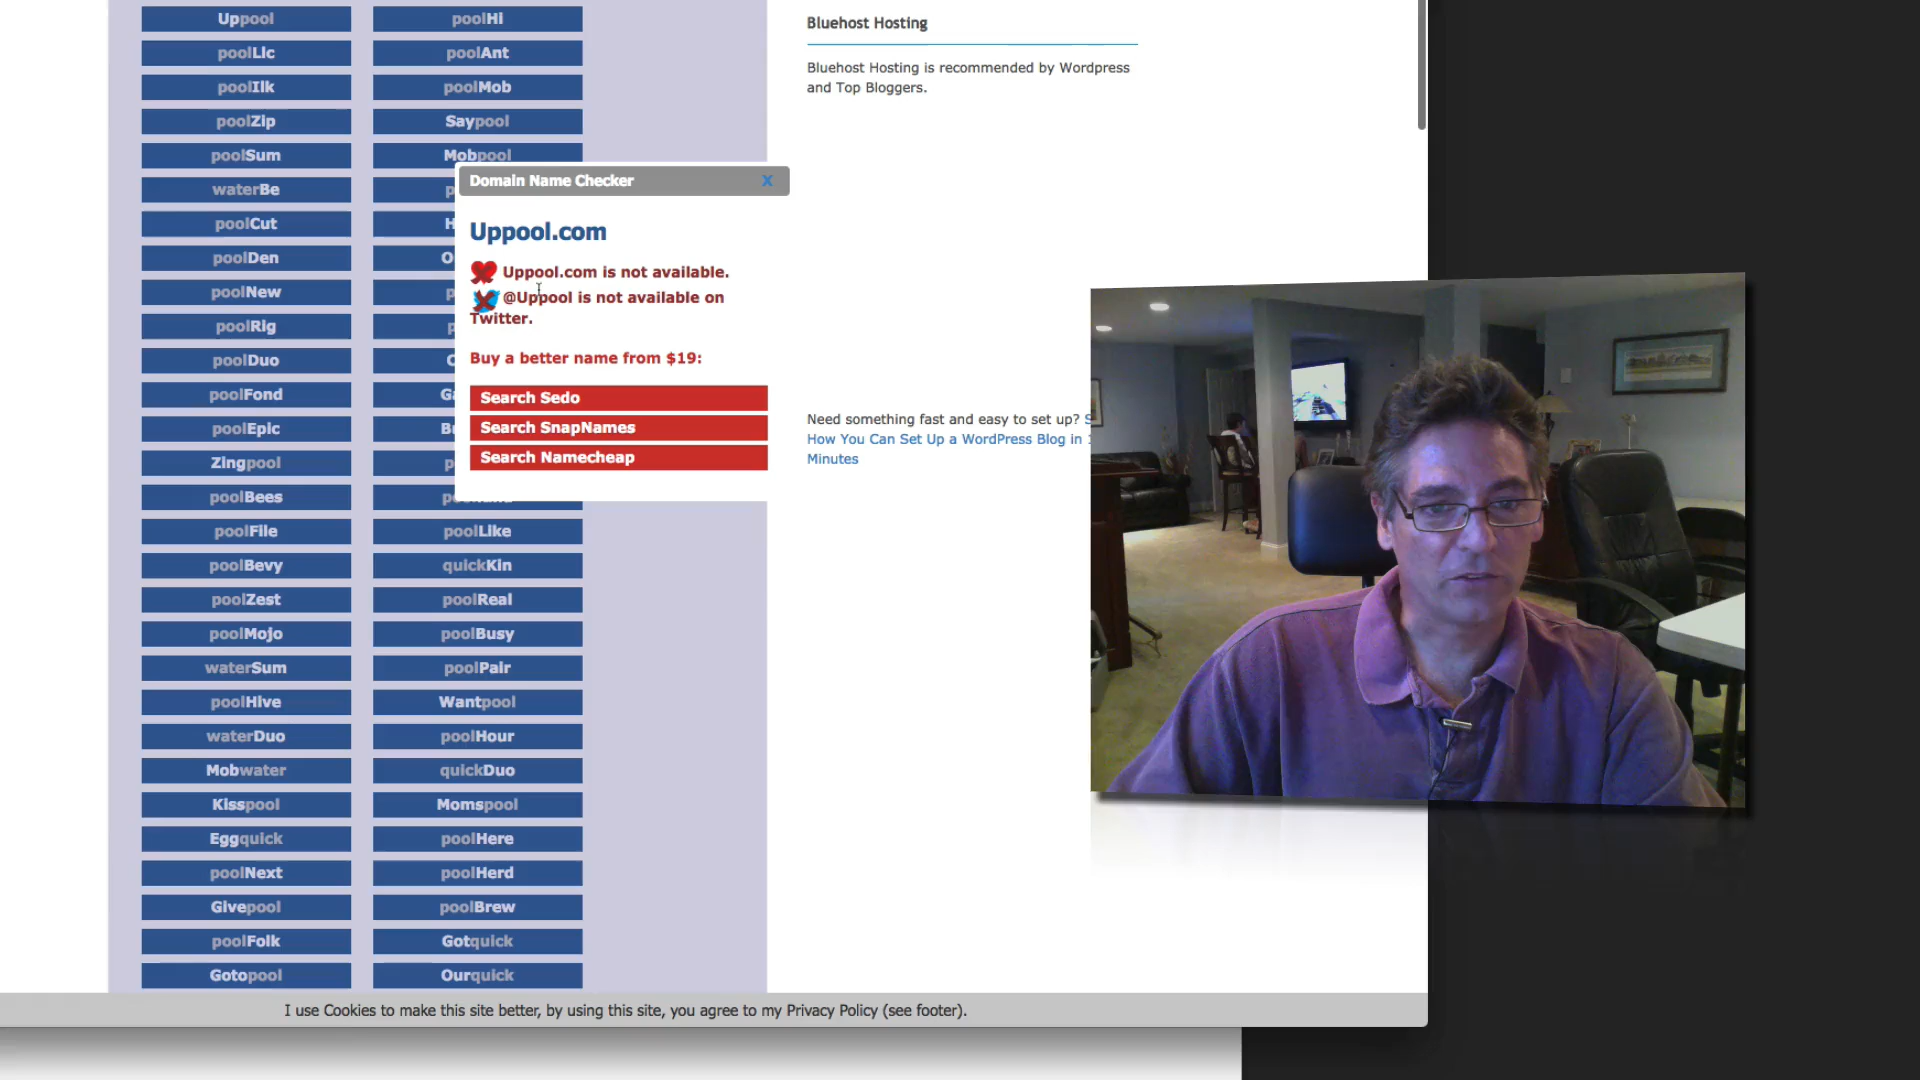 Uppool
poolHi
poolLic
poolAnt
poolIlk
poolMob
poolZip
Saypool
poolSum
Mobpool
waterBe
poolCut
poolDen
poolNew
poolRig
poolDuo
poolFond
poolEpic
Zingpool
poolBees
poolFile
poolLike
poolBevy
quickKin
poolZest
poolReal
poolMojo
poolBusy
waterSum
poolPair
poolHive
Wantpool
waterDuo
poolHour
Mobwater
quickDuo
Kisspool
Momspool
Eggquick
poolHere
poolNext
poolHerd
Givepool
poolBrew
poolFolk
Gotquick
Gotopool
Ourquick
Domain Name Checker X
Uppool.com
Uppool.com is not available.
@Uppool is not available on
Twitter.
Buy a better name from $19:
Search Sedo
Search SnapNames
Search Namecheap
Bluehost Hosting
Bluehost Hosting is recommended by Wordpress
and Top Bloggers.
Need something fast and easy to set up?
How You Can Set Up a WordPress Blog in
Minutes
I use Cookies to make this site better, by using this site, you agree to my Privacy Policy (see footer).